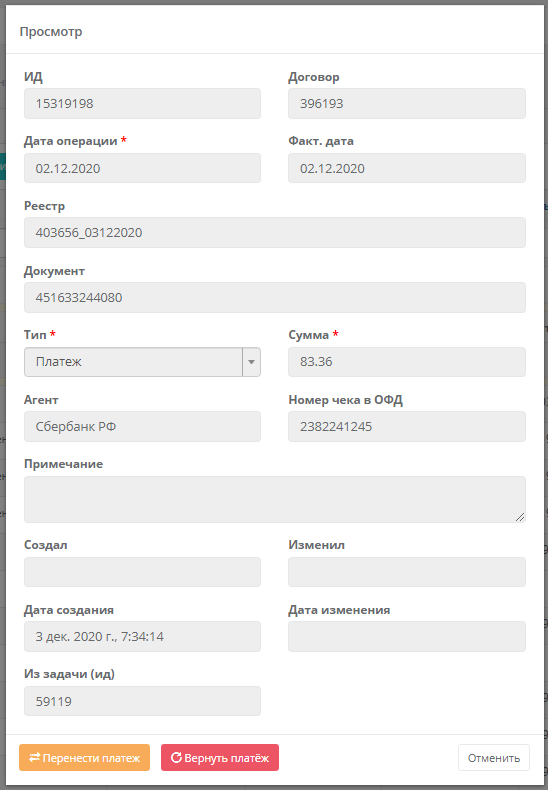 Просмотр
ИД
Договор
15319198
396193
Дата операции *
Факт. дата
02.12.2020
02.12.2020
Реестр
403656_03122020
Документ
451633244080
Тип *
Сумма *
Платеж
83.36
Агент
Номер чека в ОФД
Сбербанк РФ
2382241245
Примечание
Создал
Изменил
Дата создания
Дата изменения
3 дек. 2020 г., 7:34:14
Из задачи (ид)
59119
Перенести платеж
Вернуть платёж
Отменить